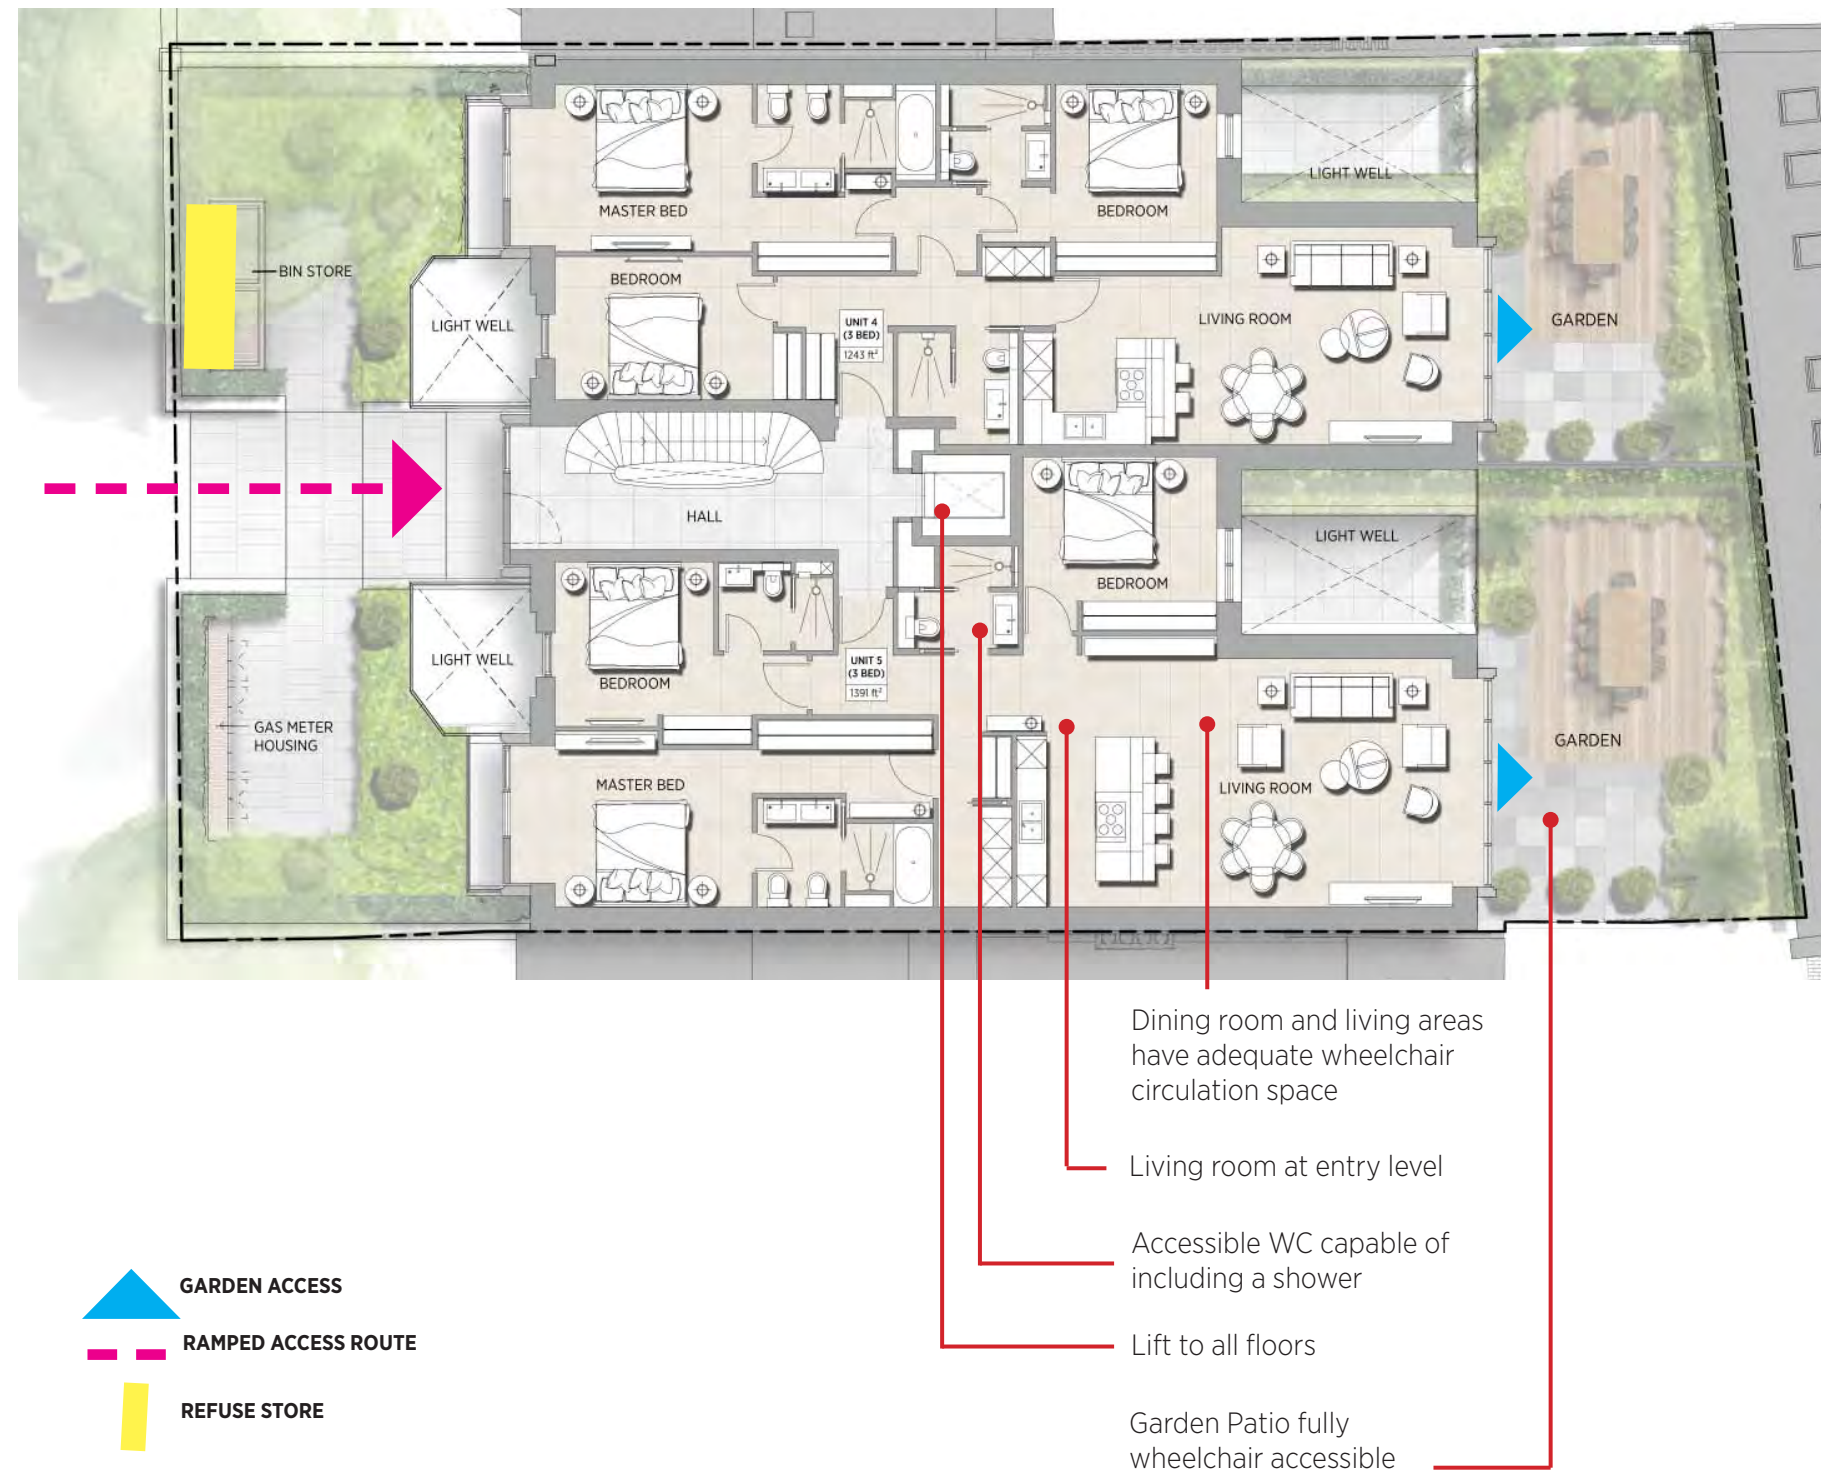 MASTER BED
BEDROOM
LIGHT WELL
BIN STORE
BEDROOM
LIGHT WELL
UNIT 4
(3 BED)
1243 ft²
LIVING ROOM
GARDEN
HALL
LIGHT WELL
BEDROOM
LIGHT WELL
BEDROOM
UNIT 5
(3 BED)
1391 ft²
GAS METER
HOUSING
GARDEN
MASTER BED
LIVING ROOM
Dining room and living areas
have adequate wheelchair
circulation space
Living room at entry level
Accessible WC capable of
including a shower
Lift to all floors
Garden Patio fully
wheelchair accessible
GARDEN ACCESS
RAMPED ACCESS ROUTE
REFUSE STORE